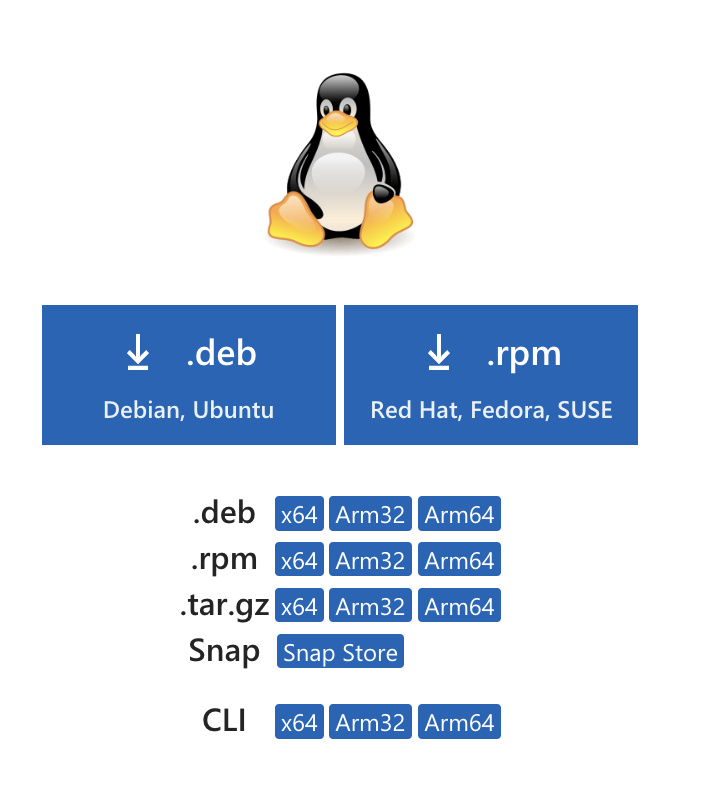 .deb
Debian, Ubuntu
.rpm
Red Hat, Fedora, SUSE
.deb x64 Arm32 Arm64
.rpm x64 Arm32 Arm64
.tar.gz x64 Arm32 Arm64
Snap Snap Store
CLI x64 Arm32 Arm64